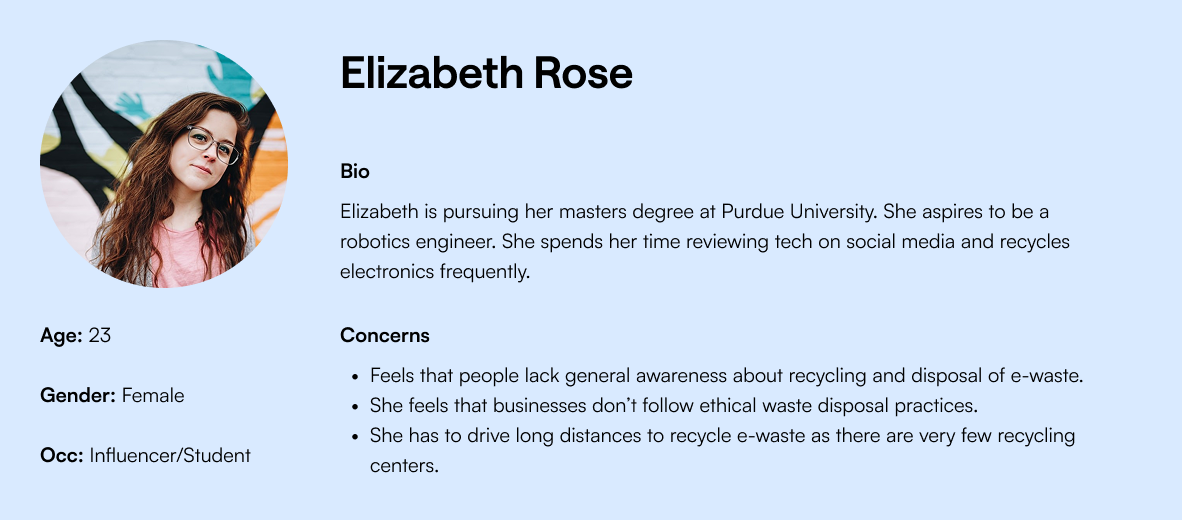 Elizabeth Rose
Bio
Elizabeth is pursuing her masters degree at Purdue University. She aspires to be a
robotics engineer. She spends her time reviewing tech on social media and recycles
electronics frequently.
Age: 23
Gender: Female
Occ: Influencer/Student
Concerns
• Feels that people lack general awareness about recycling and disposal of e-waste.
• She feels that businesses don’t follow ethical waste disposal practices.
• She has to drive long distances to recycle e-waste as there are very few recycling
centers.